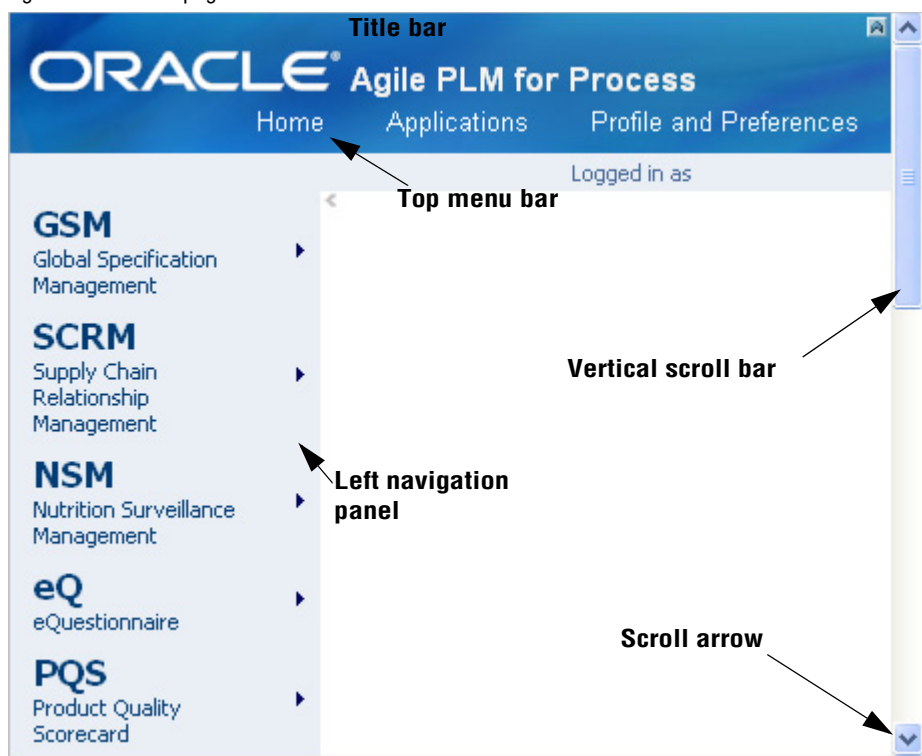 Title bar
ORACLE®
Agile PLM for Process
Home Applications Profile and Preferences
Logged in as
Top menu bar
GSM
Global Specification
Management
SCRM
Supply Chain
Relationship
Management
Vertical scroll bar
NSM
Nutrition Surveillance
Management
Left navigation
panel
eQ
eQuestionnaire
Scroll arrow
PQS
Product Quality
Scorecard